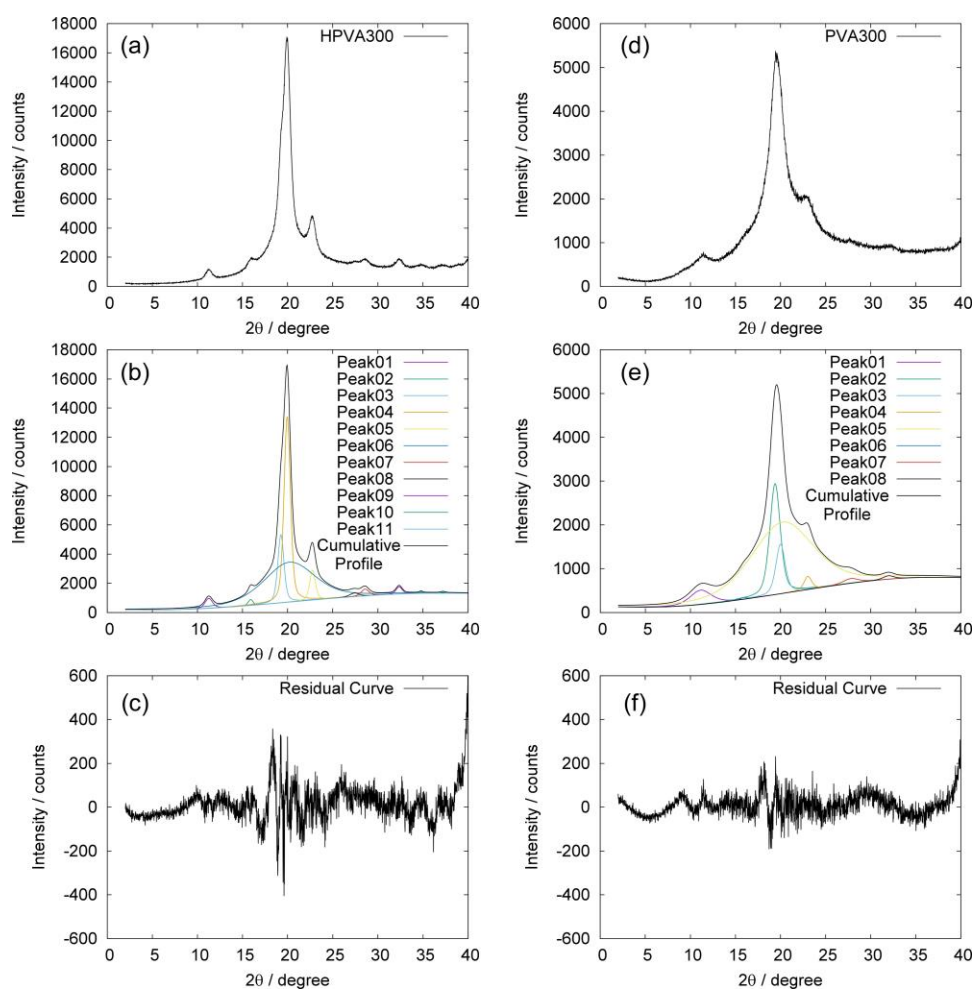 (a)
HPVA300
18000
16000
14000
12000
10000
8000
6000
4000
2000
0
Intensity / counts
0 5 10 15 20 25 30 35 40
2θ / degree
(d)
PVA300
6000
5000
4000
3000
2000
1000
0
Intensity / counts
0 5 10 15 20 25 30 35 40
2θ / degree
(b)
Peak01
Peak02
Peak03
Peak04
Peak05
Peak06
Peak07
Peak08
Peak09
Peak10
Peak11
Cumulative
Profile
18000
16000
14000
12000
10000
8000
6000
4000
2000
0
Intensity / counts
0 5 10 15 20 25 30 35 40
2θ / degree
(e)
Peak01
Peak02
Peak03
Peak04
Peak05
Peak06
Peak07
Peak08
Cumulative
Profile
6000
5000
4000
3000
2000
1000
0
Intensity / counts
0 5 10 15 20 25 30 35 40
2θ / degree
(c)
Residual Curve
600
400
200
0
-200
-400
-600
Intensity / counts
0 5 10 15 20 25 30 35 40
2θ / degree
(f)
Residual Curve
600
400
200
0
-200
-400
-600
Intensity / counts
0 5 10 15 20 25 30 35 40
2θ / degree